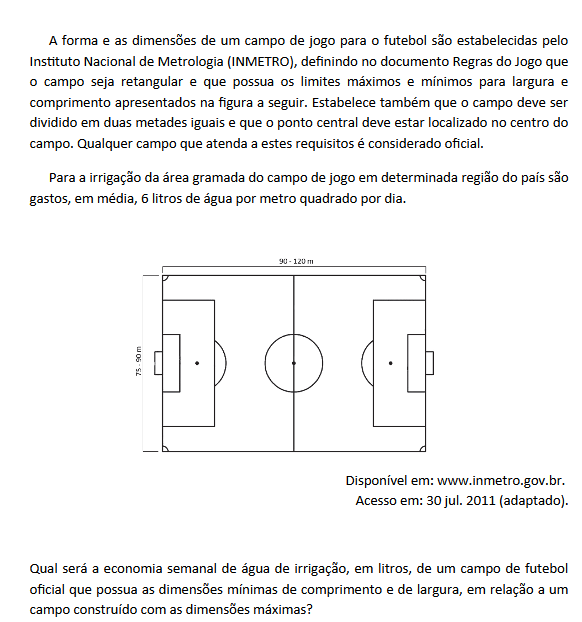 A forma e as dimensões de um campo de jogo para o futebol são estabelecidas pelo
Instituto Nacional de Metrologia (INMETRO), definindo no documento Regras do Jogo que
o campo seja retangular e que possua os limites máximos e mínimos para largura e
comprimento apresentados na figura a seguir. Estabelece também que o campo deve ser
dividido em duas metades iguais e que o ponto central deve estar localizado no centro do
campo. Qualquer campo que atenda a estes requisitos é considerado oficial.
Para a irrigação da área gramada do campo de jogo em determinada região do país são
gastos, em média, 6 litros de água por metro quadrado por dia.
90 - 120 m
75 - 90 m
Disponível em: www.inmetro.gov.br.
Acesso em: 30 jul. 2011 (adaptado).
Qual será a economia semanal de água de irrigação, em litros, de um campo de futebol
oficial que possua as dimensões mínimas de comprimento e de largura, em relação a um
campo construído com as dimensões máximas?